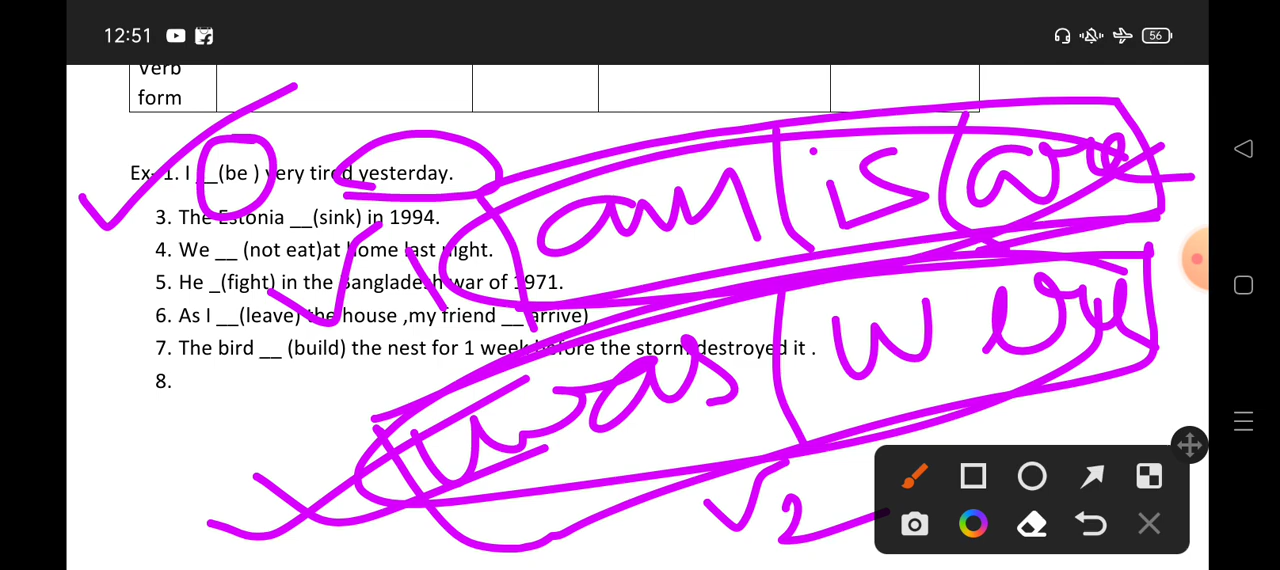 12:51 56
Verb
form
Ex- 1. I __(be ) very tired yesterday.
am is are
3. The Estonia __(sink) in 1994.
4. We __ (not eat)at home last night.
5. He _(fight) in the Bangladesh war of 1971.
6. As I __(leave) the house ,my friend __ arrive)
7. The bird __ (build) the nest for 1 week before the storm destroyed it .
8.
was were
V2